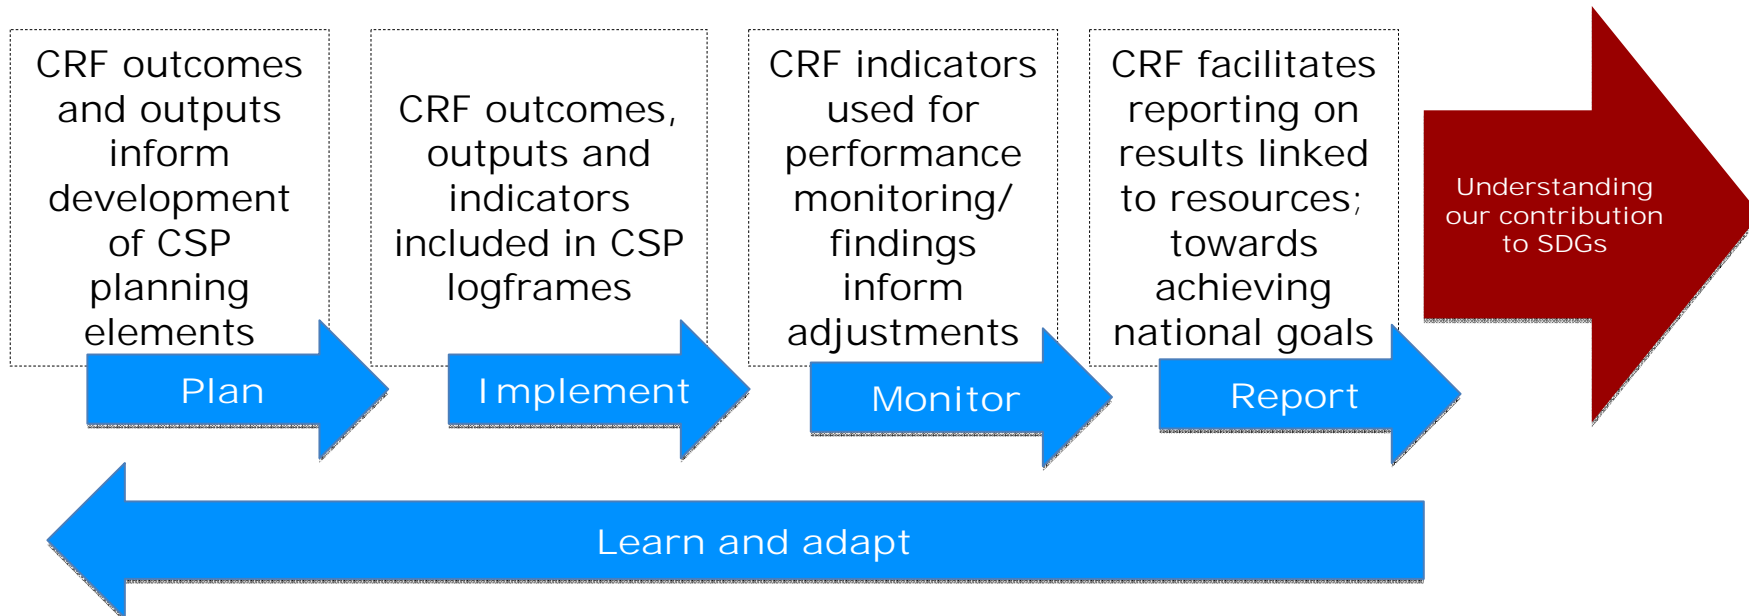 CRF outcomes
and outputs
inform
development
of CSP
planning
elements
Plan
CRF outcomes,
outputs and
indicators
included in CSP
logframes
Implement
CRF indicators
used for
performance
monitoring/
findings
inform
adjustments
Monitor
CRF facilitates
reporting on
results linked
to resources;
towards
achieving
national goals
Report
Understanding
our contribution
to SDGs
Learn and adapt